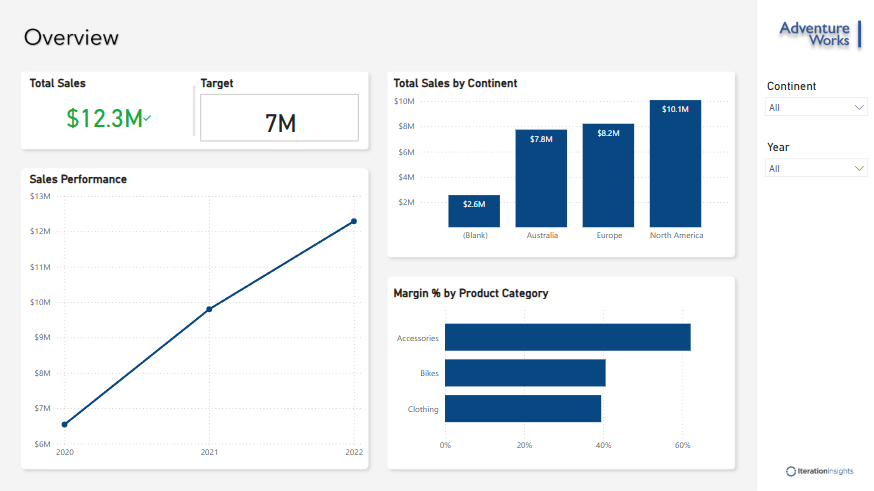 Overview
Adventure
Works
Total Sales
$12.3M
Target
7M
Sales Performance
$13M
$12M
$11M
$10M
$9M
$8M
$7M
$6M
2020 2021 2022
Total Sales by Continent
$10M
$8M
$6M
$4M
$2M
$2.6M
$7.8M
$8.2M
$10.1M
(Blank) Australia Europe North America
Margin % by Product Category
Accessories
Bikes
Clothing
0% 20% 40% 60%
Continent
All
Year
All
IterationInsights